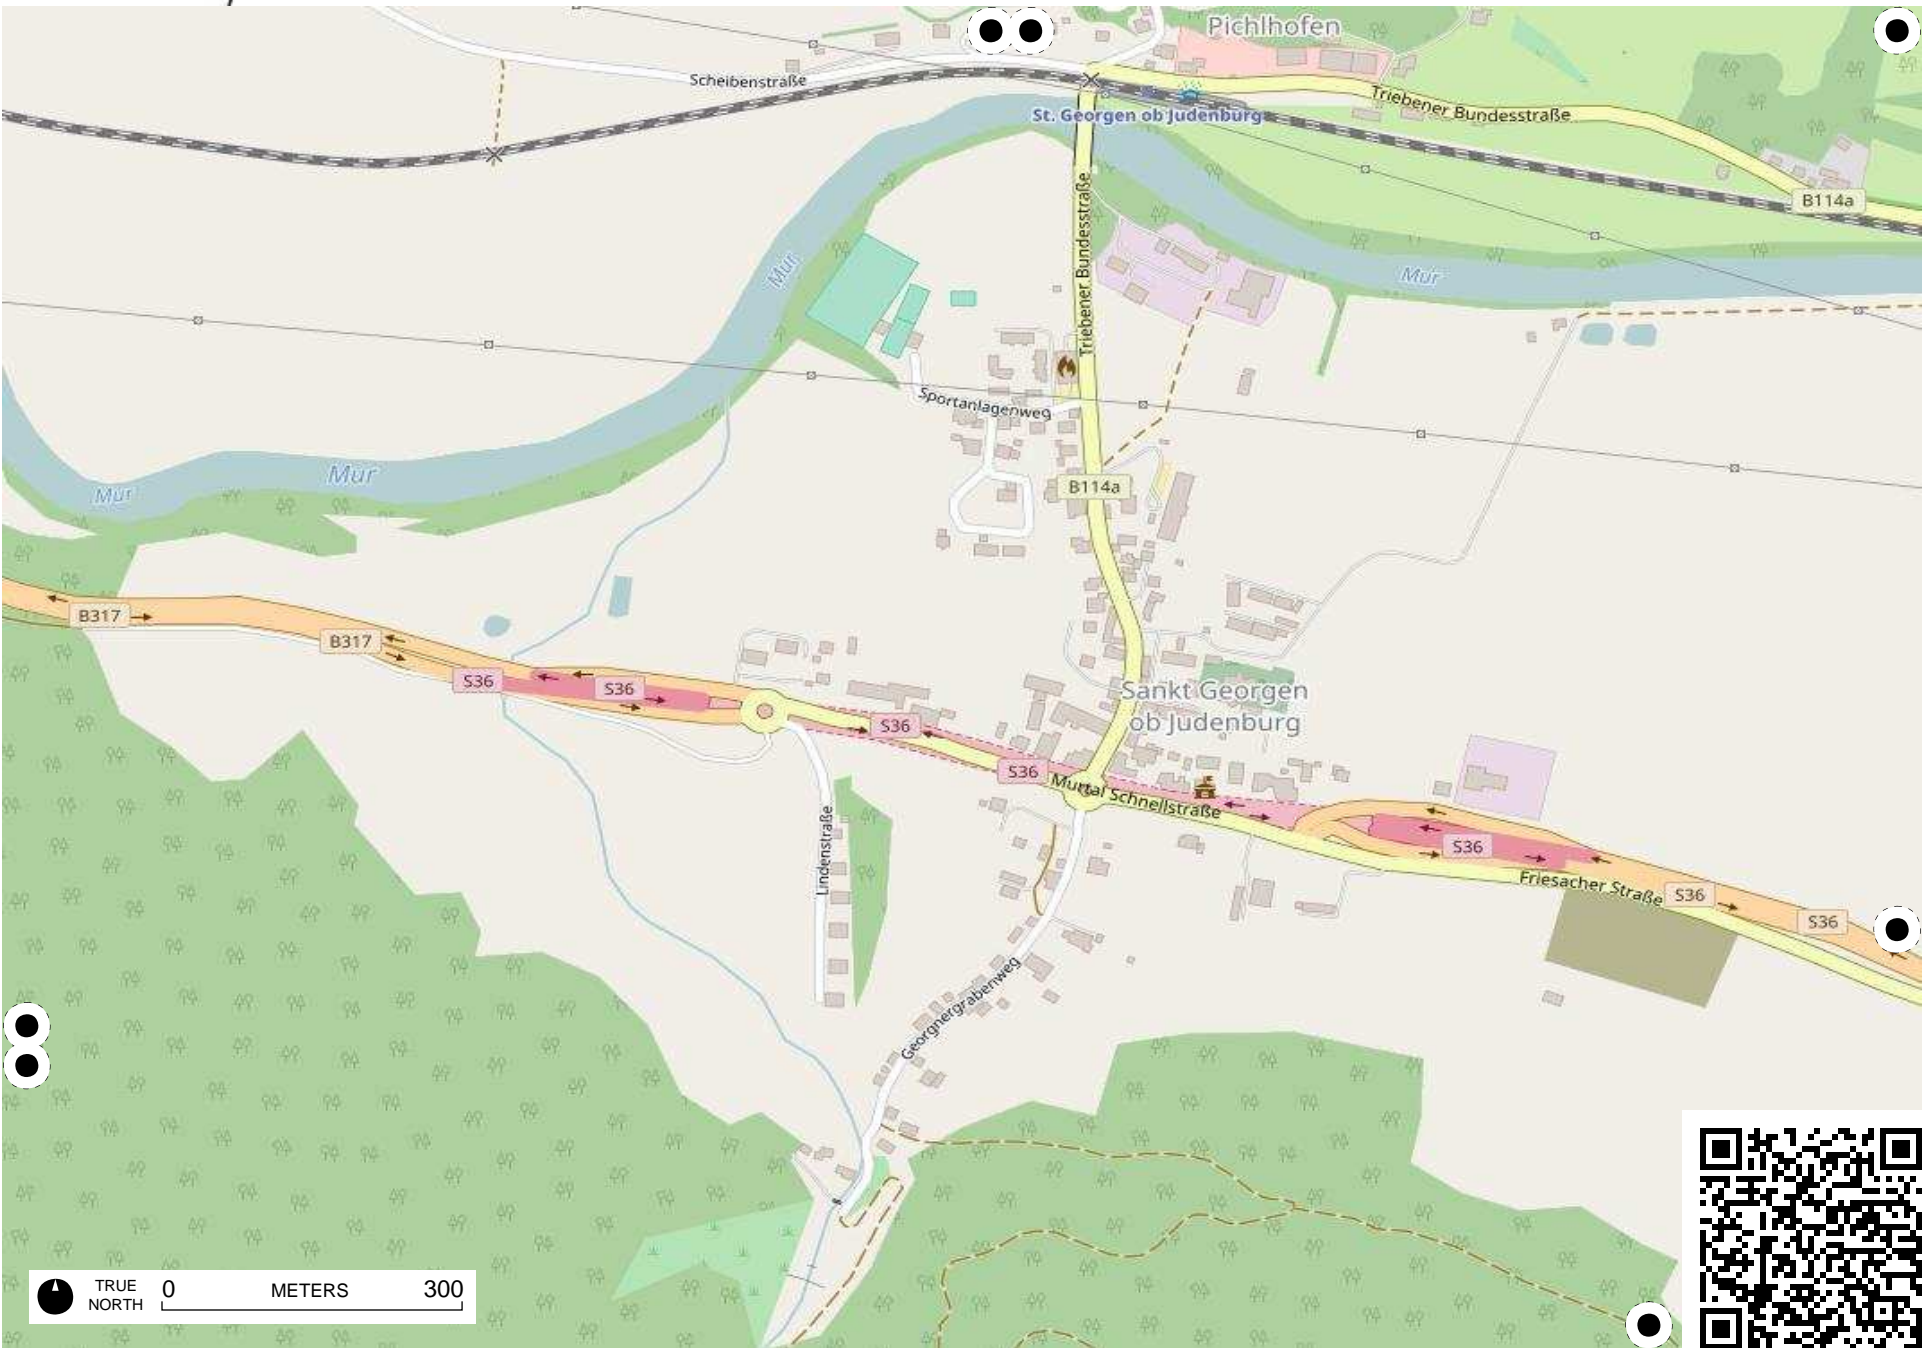 Pichlhofen
Scheibenstraße
Triebener Bundesstraße
St. Georgen ob Judenburg
B114a
Triebener Bundesstraße
Mur
Mur
Sportanlagenweg
Mur
Mur
B114a
B317
B317
S36
S36
Sankt Georgen
ob Judenburg
S36
S36
Murtal Schnellstraße
Lindenstraße
S36
Friesacher Straße
S36
S36
Georgnergrabenweg
TRUE
NORTH
0 METERS 300